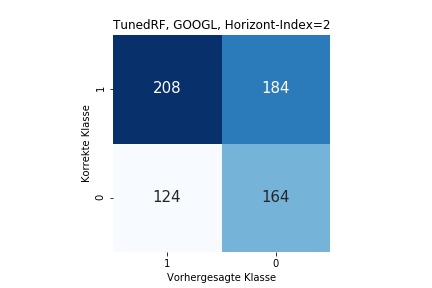 TunedRF, GOOGL, Horizont-Index=2
Korrekte Klasse
1
208
184
0
124
164
1
0
Vorhergesagte Klasse